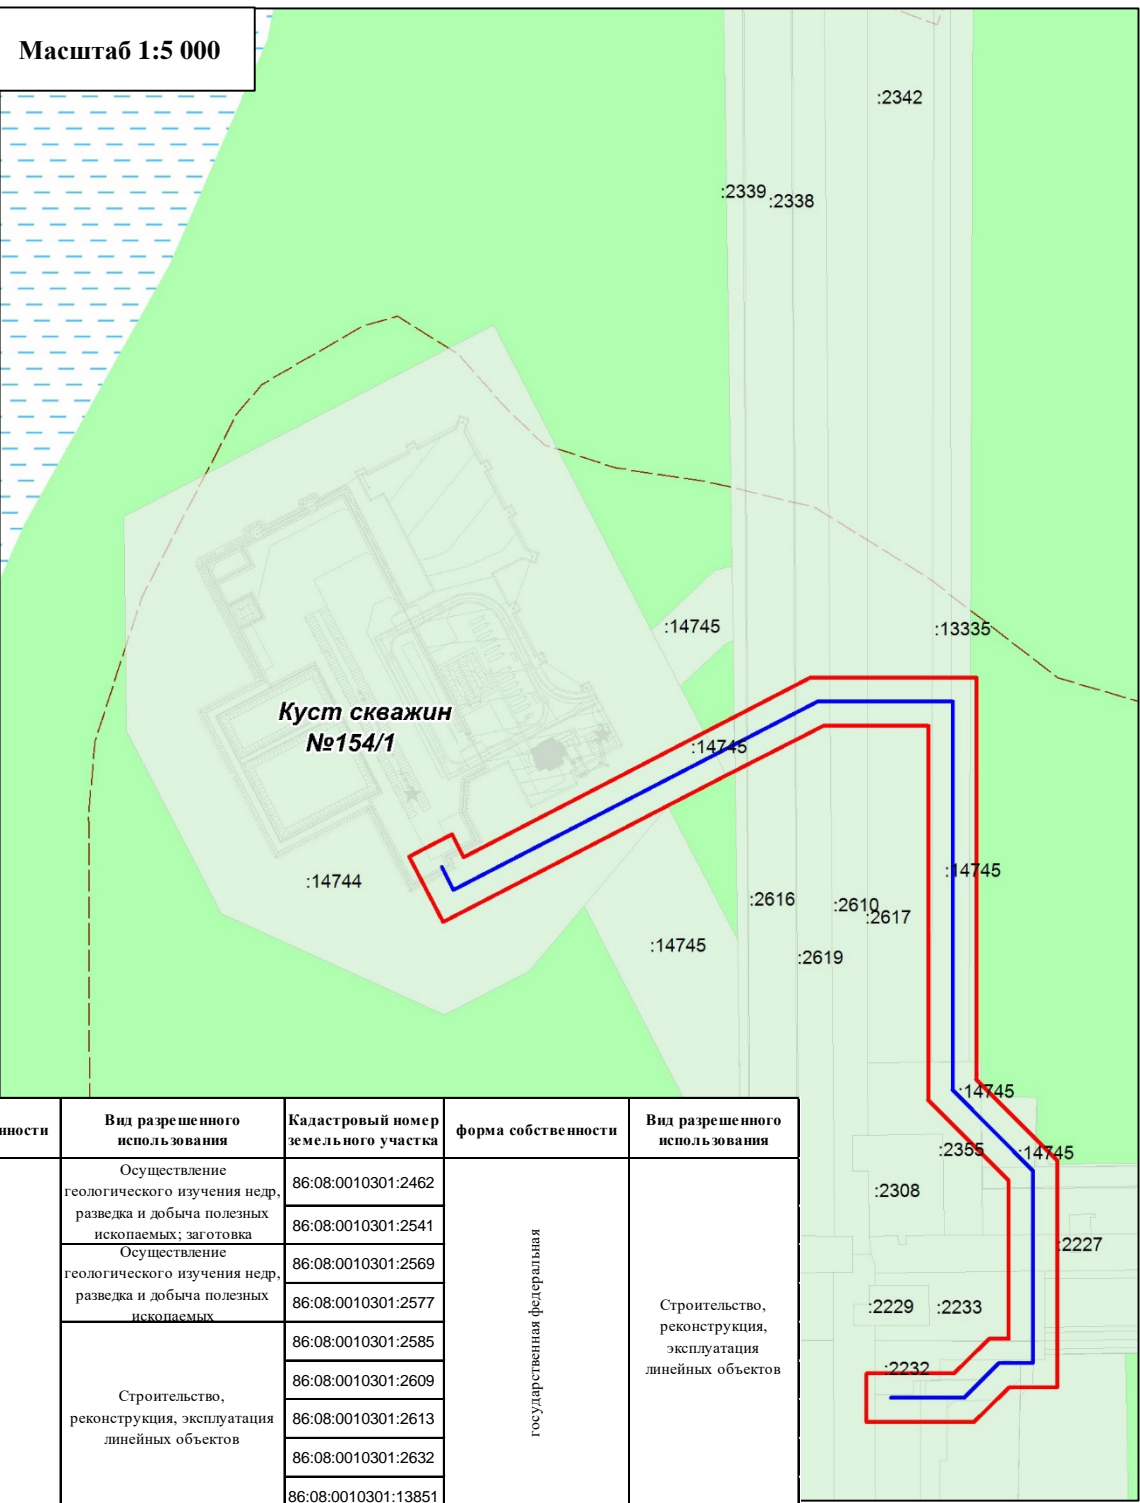 Масштаб 1:5 000
:2342
:2339
:2338
:14745
:13335
Куст скважин
№154/1
:14745
:14744
:14745
:2616
:2610
:2617
:14745
:2619
:14745
:2355
:14745
:2308
:2227
:2229
:2233
:2232
нности
Вид разрешенного
использования
Кадастровый номер
земельного участка
форма собственности
Вид разрешенного
использования
Осуществление
геологического изучения недр,
разведка и добыча полезных
ископаемых; заготовка
Осуществление
геологического изучения недр,
разведка и добыча полезных
ископаемых
Строительство,
реконструкция, эксплуатация
линейных объектов
86:08:0010301:2462
86:08:0010301:2541
86:08:0010301:2569
86:08:0010301:2577
86:08:0010301:2585
86:08:0010301:2609
86:08:0010301:2613
86:08:0010301:2632
86:08:0010301:13851
государственная федеральная
Строительство,
реконструкция,
эксплуатация
линейных объектов